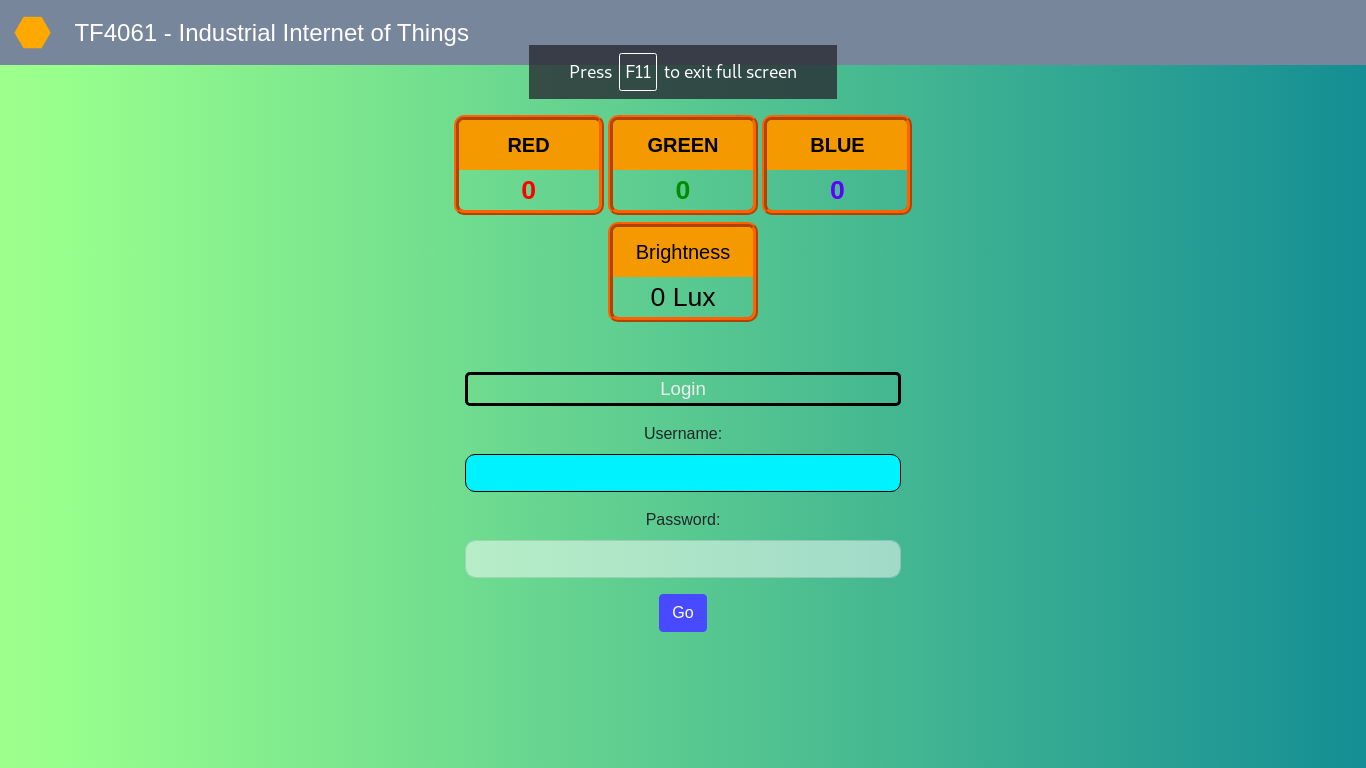 TF4061 - Industrial Internet of Things
Press F11 to exit full screen
RED GREEN BLUE
0 0 0
Brightness
0 Lux
Login
Username:
Password:
Go